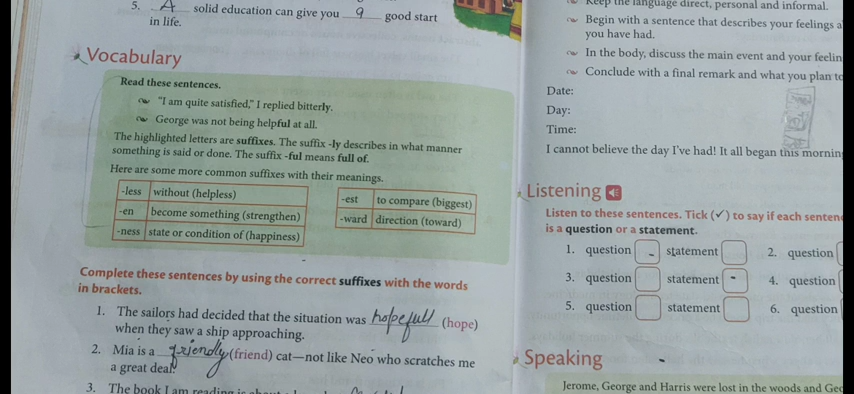 5. A solid education can give you 9 good start
in life.
Vocabulary
Read these sentences.
"I am quite satisfied," I replied bitterly.
George was not being helpful at all.
The highlighted letters are suffixes. The suffix -ly describes in what manner
something is said or done. The suffix -ful means full of.
Here are some more common suffixes with their meanings.
-less without (helpless)
-en become something (strengthen)
-ness state or condition of (happiness)
-est to compare (biggest)
-ward direction (toward)
Complete these sentences by using the correct suffixes with the words
in brackets.
1. The sailors had decided that the situation was hopefull (hope)
when they saw a ship approaching.
2. Mia is a friendly (friend) cat—not like Neo who scratches me
a great deal.
3. The book I am reading is
Keep the language direct, personal and informal.
Begin with a sentence that describes your feelings a
you have had.
In the body, discuss the main event and your feelin
Conclude with a final remark and what you plan to
Date:
Day:
Time:
I cannot believe the day I've had! It all began this mornin
Listening
Listen to these sentences. Tick (✓) to say if each senten
is a question or a statement.
1. question statement 2. question
3. question statement 4. question
5. question statement 6. question
Speaking
Jerome, George and Harris were lost in the woods and Geo